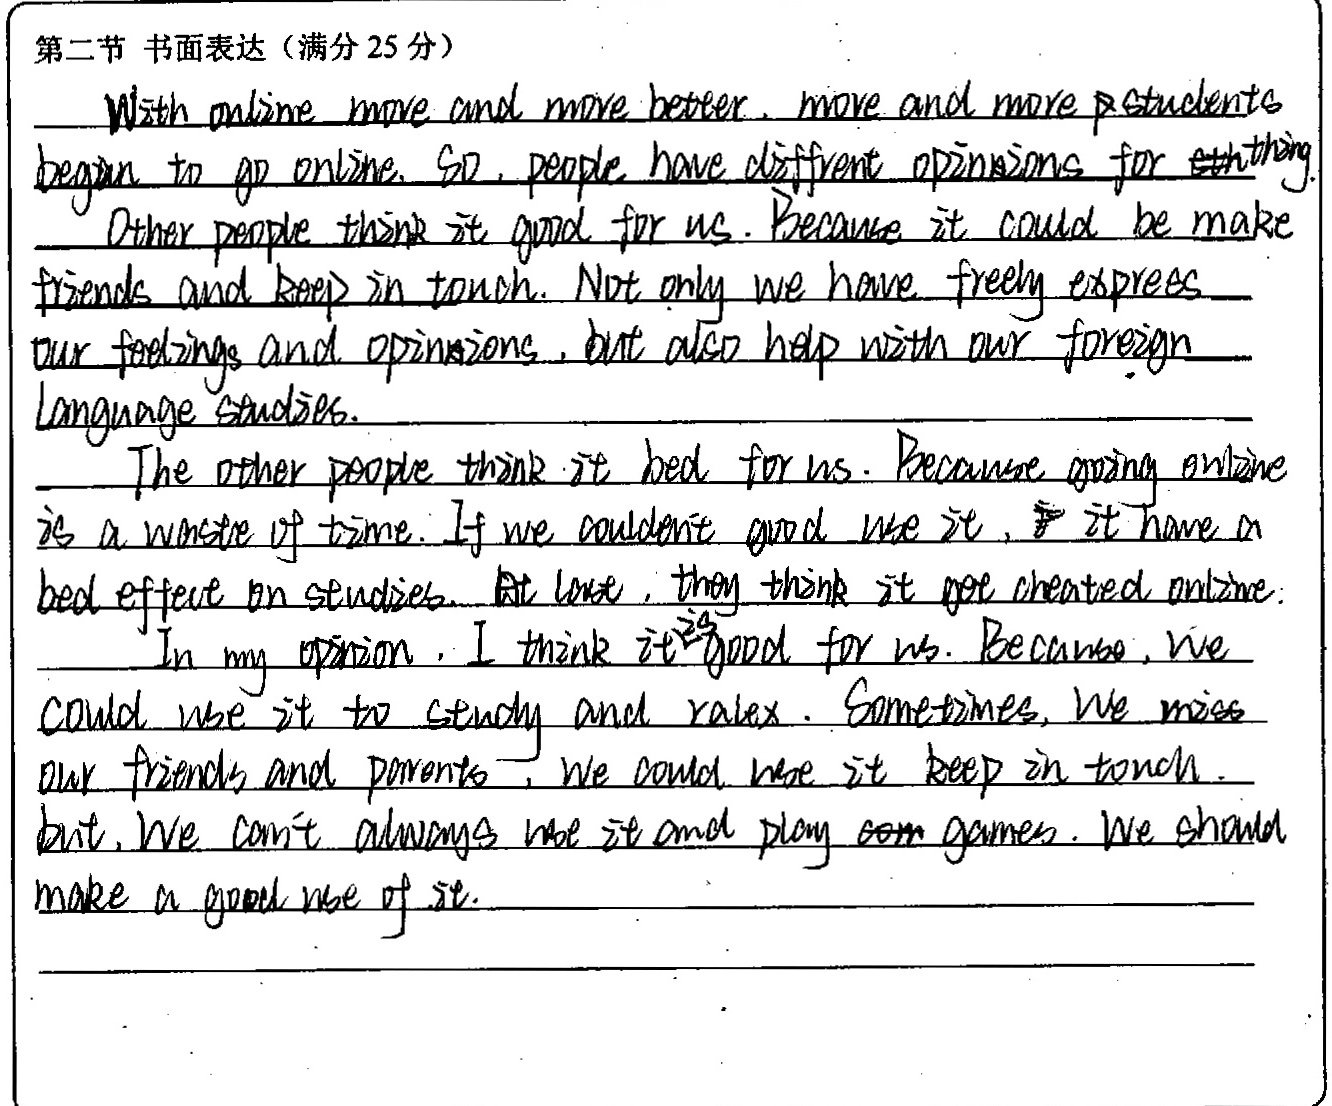 第二节 书面表达（满分 25 分）
With online more and more better. more and more students
began to go online. So. people have diffrent opinsions for thing.
Other people think it good for us. Because it could be make
friends and keep in touch. Not only we have freely express
our feelings and opinsions, but also help with our foreign
Language studies.
The other people think it bed for us. Because going online
is a waste of time. If we couldent good use it, it have a
bed effect on studies. At last, they think it get cheated online.
In my opinion, I think it is good for us. Because, We
could use it to study and ralex. Sometimes, We miss
our friends and parents, We could use it keep in touch.
but, We can't always use it and play games. We should
make a good use of it.